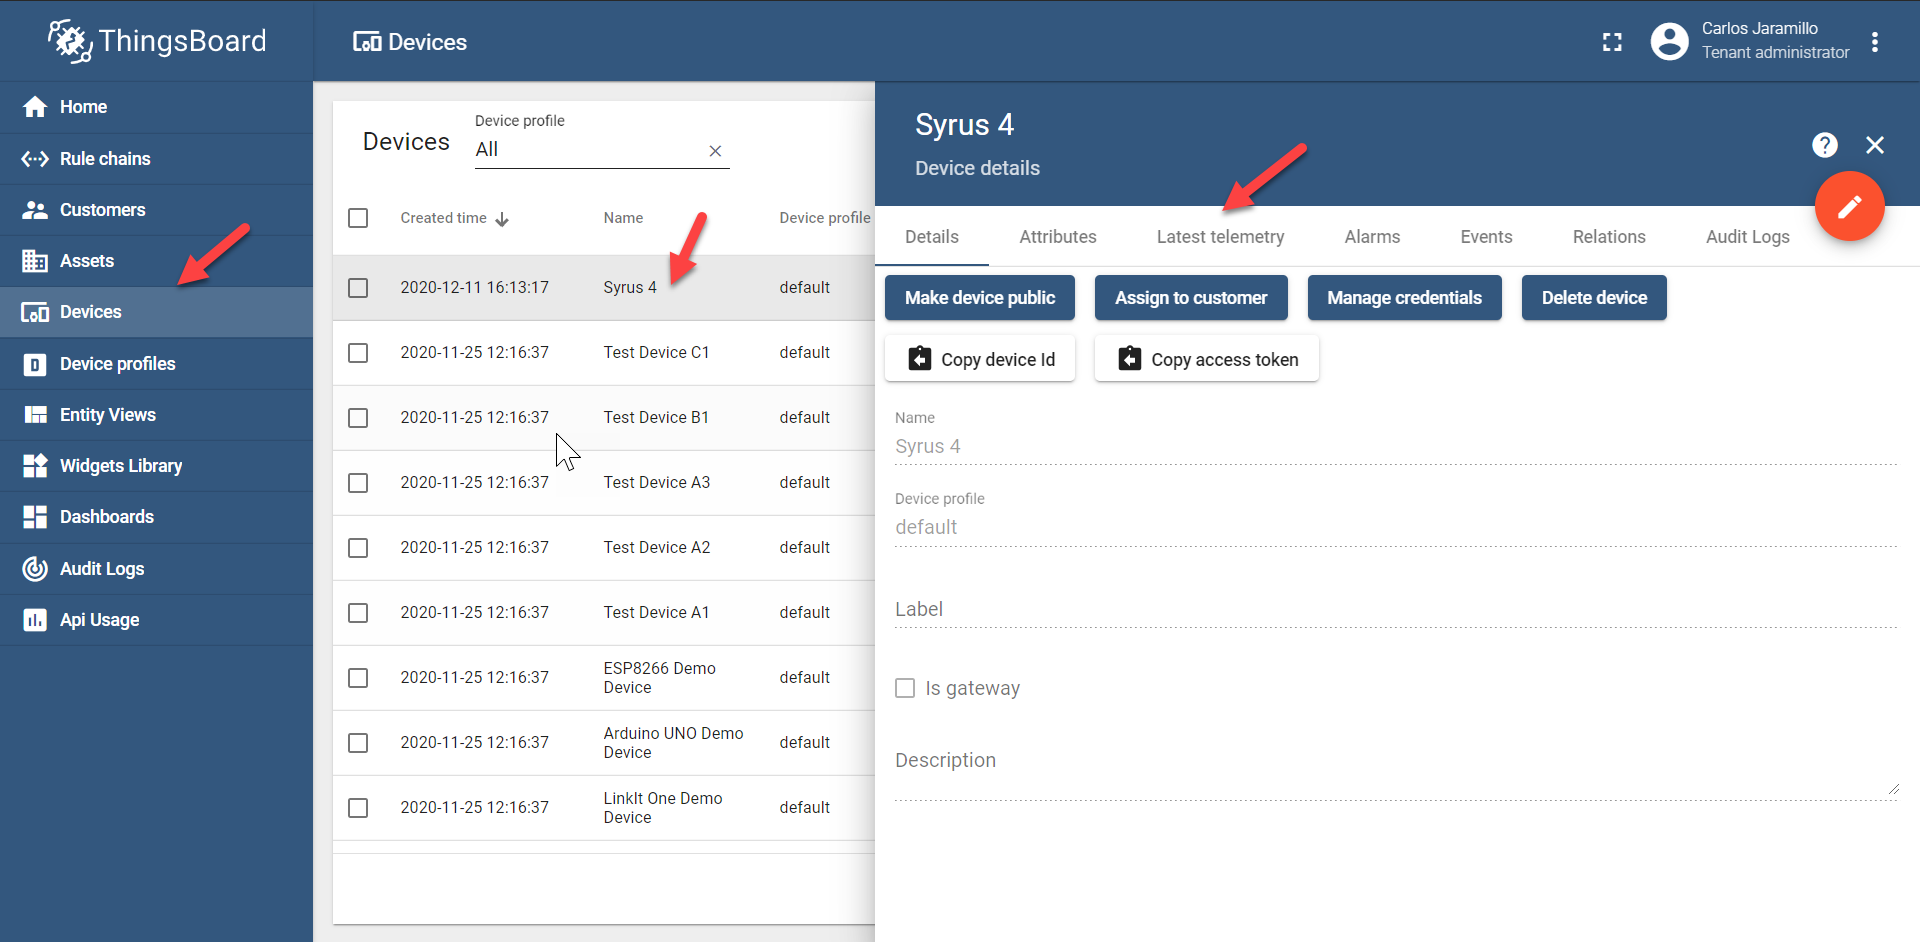 ThingsBoard
Devices
Carlos Jaramillo
Tenant administrator
Home
Rule chains
Customers
Assets
Devices
Device profiles
Entity Views
Widgets Library
Dashboards
Audit Logs
Api Usage
Devices
Device profile
All
Created time Name Device profile
2020-12-11 16:13:17 Syrus 4 default
2020-11-25 12:16:37 Test Device C1 default
2020-11-25 12:16:37 Test Device B1 default
2020-11-25 12:16:37 Test Device A3 default
2020-11-25 12:16:37 Test Device A2 default
2020-11-25 12:16:37 Test Device A1 default
2020-11-25 12:16:37 ESP8266 Demo Device default
2020-11-25 12:16:37 Arduino UNO Demo Device default
2020-11-25 12:16:37 LinkIt One Demo Device default
Syrus 4
Device details
Details Attributes Latest telemetry Alarms Events Relations Audit Logs
Make device public Assign to customer Manage credentials Delete device
Copy device Id Copy access token
Name
Syrus 4
Device profile
default
Label
Is gateway
Description